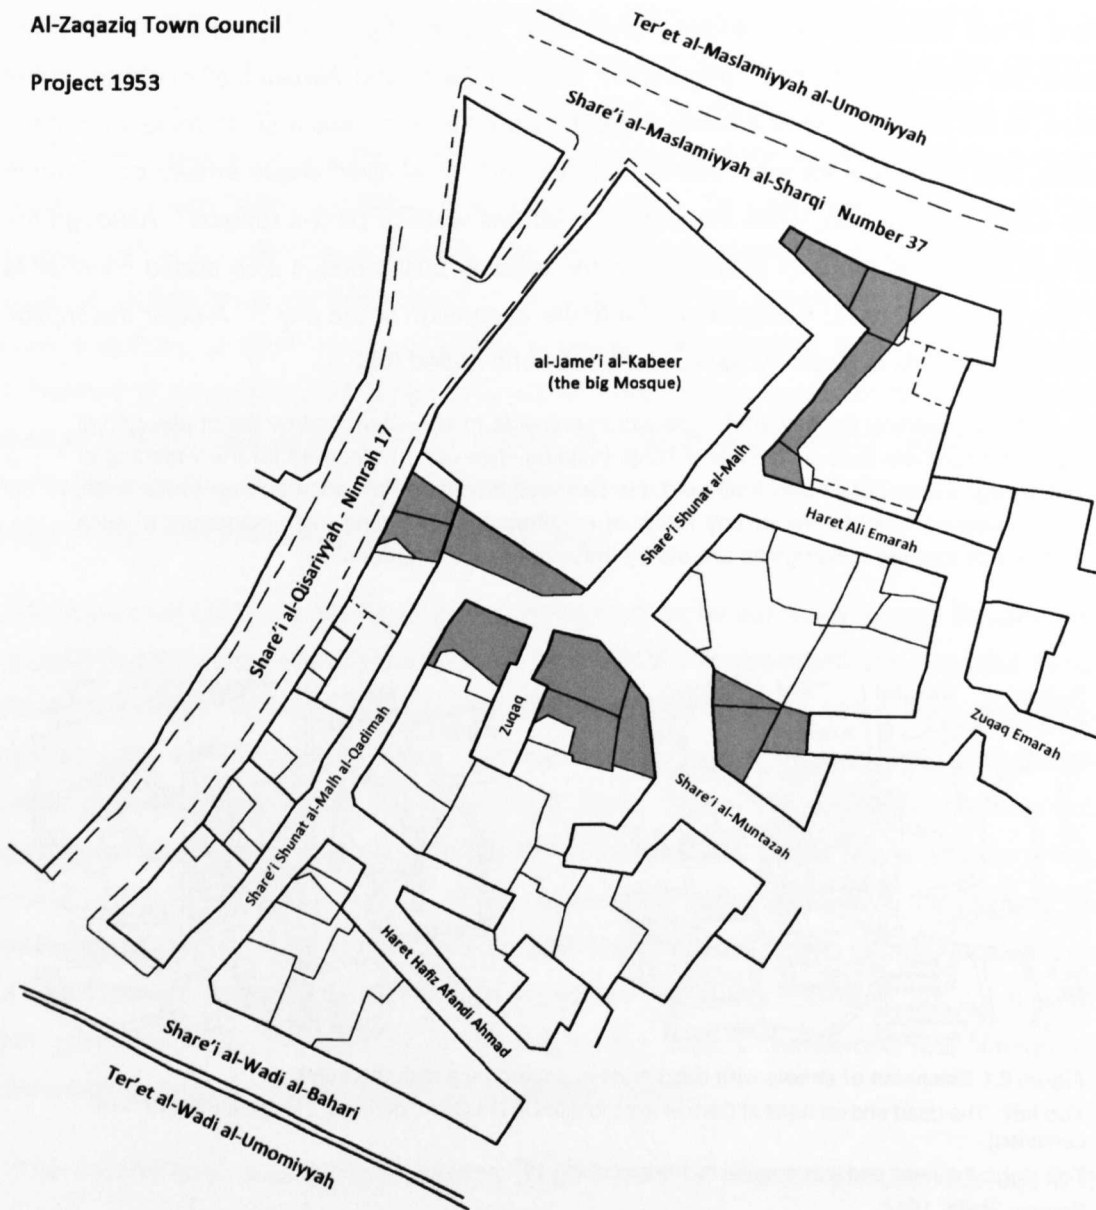 Al-Zaqaziq Town Council
Project 1953
Ter'et al-Maslamiyyah al-Umomiyyah
Share'i al-Maslamiyyah al-Sharqi Number 37
al-Jame'i al-Kabeer
(the big Mosque)
Share'i al-Qisariyyah - Nimrah 17
Share'i Shunat al-Malh
Haret Ali Emarah
Zuqaq
Zuqaq Emarah
Share'i Shunat al-Malh al-Qadimah
Share'i al-Muntazah
Haret Hafiz Afandi Ahmad
Share'i al-Wadi al-Bahari
Ter'et al-Wadi al-Umomiyyah